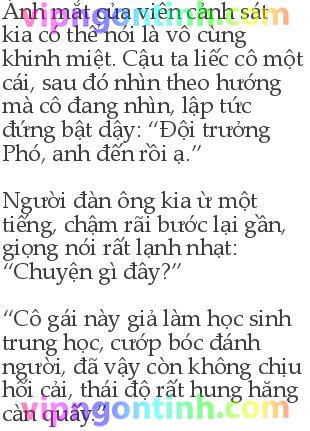 Ánh mắt của viên cảnh sát
kia có thể nói là vô cùng
khinh miệt. Cậu ta liếc cô một
cái, sau đó nhìn theo hướng
mà cô đang nhìn, lập tức
đứng bật dậy: “Đội trưởng
Phó, anh đến rồi ạ.”
Người đàn ông kia ừ một
tiếng, chậm rãi bước lại gần,
giọng nói rất lạnh nhạt:
“Chuyện gì đây?”
“Cô gái này giả làm học sinh
trung học, cướp bóc đánh
người, đã vậy còn không chịu
hối cải, thái độ rất hung hăng
càn quấy.”
vipngontinh.com
vipngontinh.com